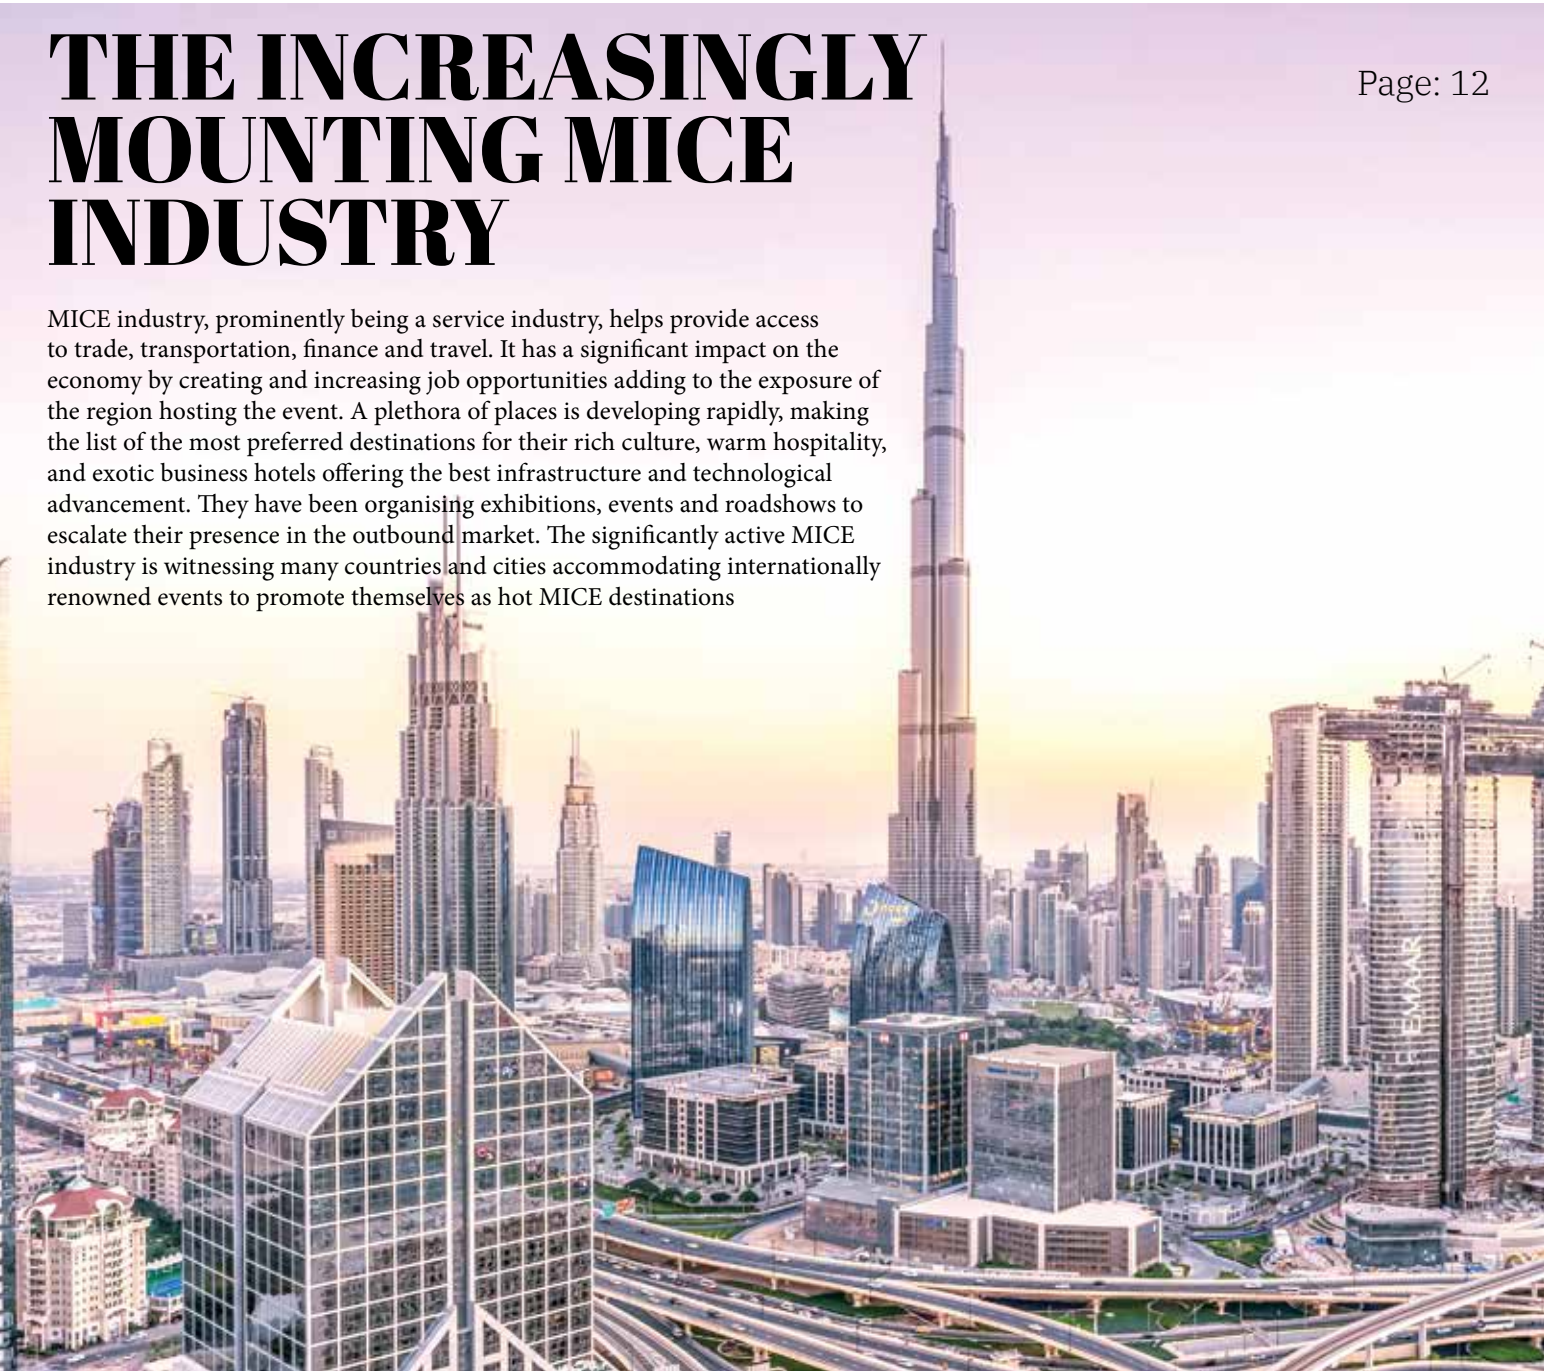 THE INCREASINGLY
MOUNTING MICE
INDUSTRY
Page: 12
MICE industry, prominently being a service industry, helps provide access
to trade, transportation, finance and travel. It has a significant impact on the
economy by creating and increasing job opportunities adding to the exposure of
the region hosting the event. A plethora of places is developing rapidly, making
the list of the most preferred destinations for their rich culture, warm hospitality,
and exotic business hotels offering the best infrastructure and technological
advancement. They have been organising exhibitions, events and roadshows to
escalate their presence in the outbound market. The significantly active MICE
industry is witnessing many countries and cities accommodating internationally
renowned events to promote themselves as hot MICE destinations
EMAAR